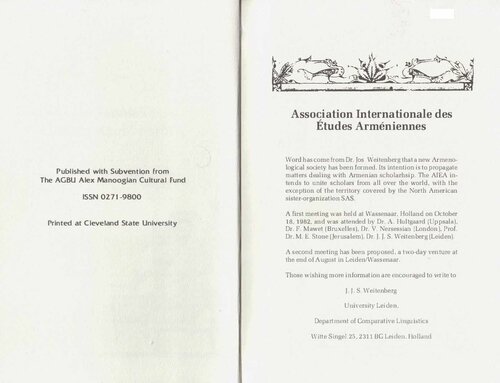 Published with Subvention from
The AGBU Alex Manoogian Cultural Fund
ISSN 0271-9800
Printed at Cleveland State University
Association Internationale des
Études Arméniennes
Word has come from Dr. Jos Weitenberg that a new Armeno-
logical society has been formed. Its intention is to propagate
matters dealing with Armenian scholarhsip. The AIEA in-
tends to unite scholars from all over the world, with the
exception of the territory covered by the North American
sister-organization SAS.
A first meeting was held at Wassenaar, Holland on October
18, 1982, and was attended by Dr. A. Hultgaard (Uppsala),
Dr. F. Mawet (Bruxelles), Dr. V. Nersessian (London), Prof.
Dr. M. E. Stone (Jerusalem), Dr. J. J. S. Weitenberg (Leiden).
A second meeting has been proposed, a two-day venture at
the end of August in Leiden/Wassenaar.
Those wishing more information are encouraged to write to
J. J. S. Weitenberg
University Leiden,
Department of Comparative Linguistics
Witte Singel 25, 2311 BG Leiden, Holland